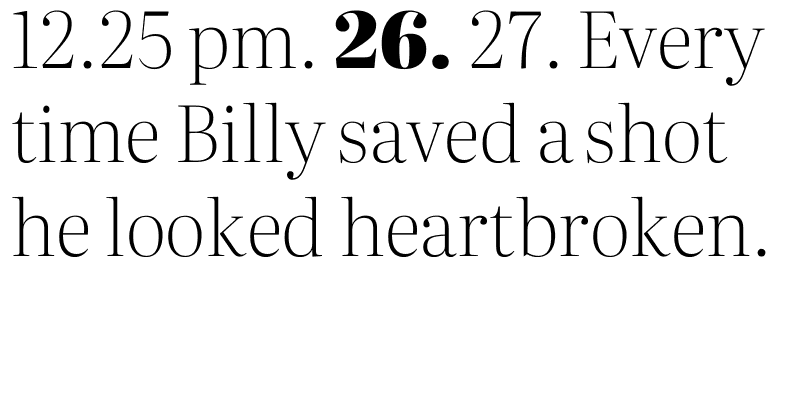 12.25 pm. 26. 27. Every
time Billy saved a shot
he looked heartbroken.